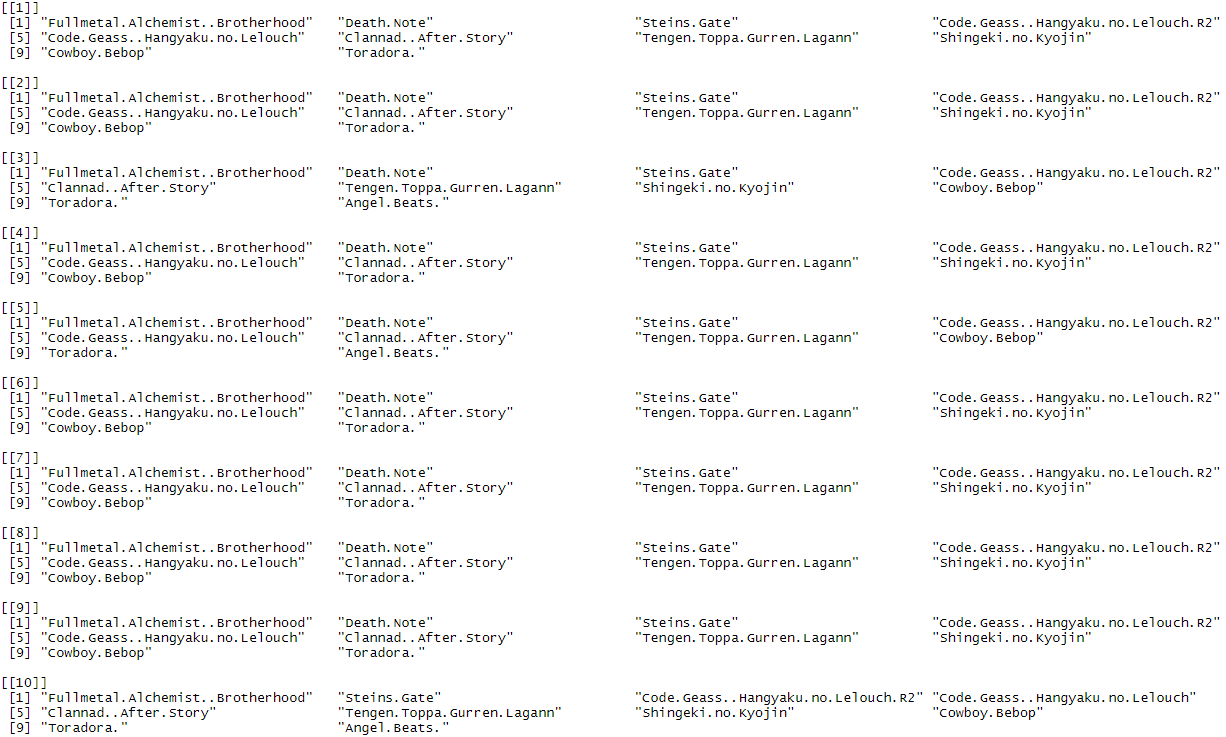 [[1]]
 [1] "Fullmetal.Alchemist..Brotherhood"   "Death.Note"                         "Steins.Gate"                        "Code.Geass..Hangyaku.no.Lelouch.R2"
 [5] "Code.Geass..Hangyaku.no.Lelouch"    "Clannad..After.Story"               "Tengen.Toppa.Gurren.Lagann"         "Shingeki.no.Kyojin"
 [9] "Cowboy.Bebop"                       "Toradora."

[[2]]
 [1] "Fullmetal.Alchemist..Brotherhood"   "Death.Note"                         "Steins.Gate"                        "Code.Geass..Hangyaku.no.Lelouch.R2"
 [5] "Code.Geass..Hangyaku.no.Lelouch"    "Clannad..After.Story"               "Tengen.Toppa.Gurren.Lagann"         "Shingeki.no.Kyojin"
 [9] "Cowboy.Bebop"                       "Toradora."

[[3]]
 [1] "Fullmetal.Alchemist..Brotherhood"   "Death.Note"                         "Steins.Gate"                        "Code.Geass..Hangyaku.no.Lelouch.R2"
 [5] "Clannad..After.Story"               "Tengen.Toppa.Gurren.Lagann"         "Shingeki.no.Kyojin"                 "Cowboy.Bebop"
 [9] "Toradora."                          "Angel.Beats."

[[4]]
 [1] "Fullmetal.Alchemist..Brotherhood"   "Death.Note"                         "Steins.Gate"                        "Code.Geass..Hangyaku.no.Lelouch.R2"
 [5] "Code.Geass..Hangyaku.no.Lelouch"    "Clannad..After.Story"               "Tengen.Toppa.Gurren.Lagann"         "Shingeki.no.Kyojin"
 [9] "Cowboy.Bebop"                       "Toradora."

[[5]]
 [1] "Fullmetal.Alchemist..Brotherhood"   "Death.Note"                         "Steins.Gate"                        "Code.Geass..Hangyaku.no.Lelouch.R2"
 [5] "Code.Geass..Hangyaku.no.Lelouch"    "Clannad..After.Story"               "Tengen.Toppa.Gurren.Lagann"         "Cowboy.Bebop"
 [9] "Toradora."                          "Angel.Beats."

[[6]]
 [1] "Fullmetal.Alchemist..Brotherhood"   "Death.Note"                         "Steins.Gate"                        "Code.Geass..Hangyaku.no.Lelouch.R2"
 [5] "Code.Geass..Hangyaku.no.Lelouch"    "Clannad..After.Story"               "Tengen.Toppa.Gurren.Lagann"         "Shingeki.no.Kyojin"
 [9] "Cowboy.Bebop"                       "Toradora."

[[7]]
 [1] "Fullmetal.Alchemist..Brotherhood"   "Death.Note"                         "Steins.Gate"                        "Code.Geass..Hangyaku.no.Lelouch.R2"
 [5] "Code.Geass..Hangyaku.no.Lelouch"    "Clannad..After.Story"               "Tengen.Toppa.Gurren.Lagann"         "Shingeki.no.Kyojin"
 [9] "Cowboy.Bebop"                       "Toradora."

[[8]]
 [1] "Fullmetal.Alchemist..Brotherhood"   "Death.Note"                         "Steins.Gate"                        "Code.Geass..Hangyaku.no.Lelouch.R2"
 [5] "Code.Geass..Hangyaku.no.Lelouch"    "Clannad..After.Story"               "Tengen.Toppa.Gurren.Lagann"         "Shingeki.no.Kyojin"
 [9] "Cowboy.Bebop"                       "Toradora."

[[9]]
 [1] "Fullmetal.Alchemist..Brotherhood"   "Death.Note"                         "Steins.Gate"                        "Code.Geass..Hangyaku.no.Lelouch.R2"
 [5] "Code.Geass..Hangyaku.no.Lelouch"    "Clannad..After.Story"               "Tengen.Toppa.Gurren.Lagann"         "Shingeki.no.Kyojin"
 [9] "Cowboy.Bebop"                       "Toradora."

[[10]]
 [1] "Fullmetal.Alchemist..Brotherhood"   "Steins.Gate"                        "Code.Geass..Hangyaku.no.Lelouch.R2" "Code.Geass..Hangyaku.no.Lelouch"
 [5] "Clannad..After.Story"               "Tengen.Toppa.Gurren.Lagann"         "Shingeki.no.Kyojin"                 "Cowboy.Bebop"
 [9] "Toradora."                          "Angel.Beats."